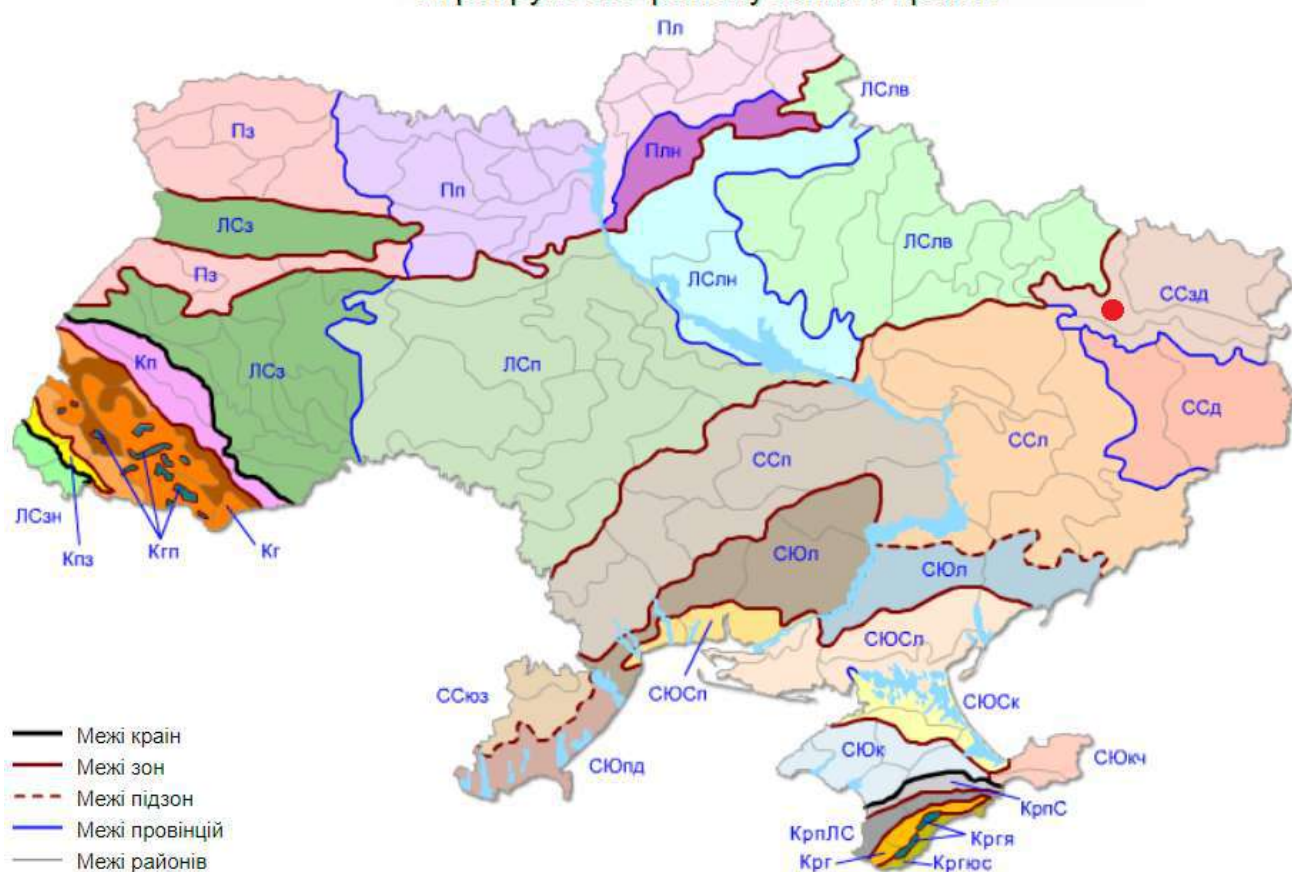 Пл
ЛСлв
Пз
Плн
Пп
ЛСз
ЛСлв
Пз
ЛСлн
ССзд
Кп
ЛСз
ЛСп
ССд
ССл
ССп
ЛСзн
Кпз
Кгп
Кг
СЮл
СЮл
СЮСл
ССюз
СЮСп
СЮСк
СЮпд
СЮк
СЮкч
КрпС
КрпЛС
Кргя
Крг
Кргюс
Межі країн
Межі зон
Межі підзон
Межі провінцій
Межі районів